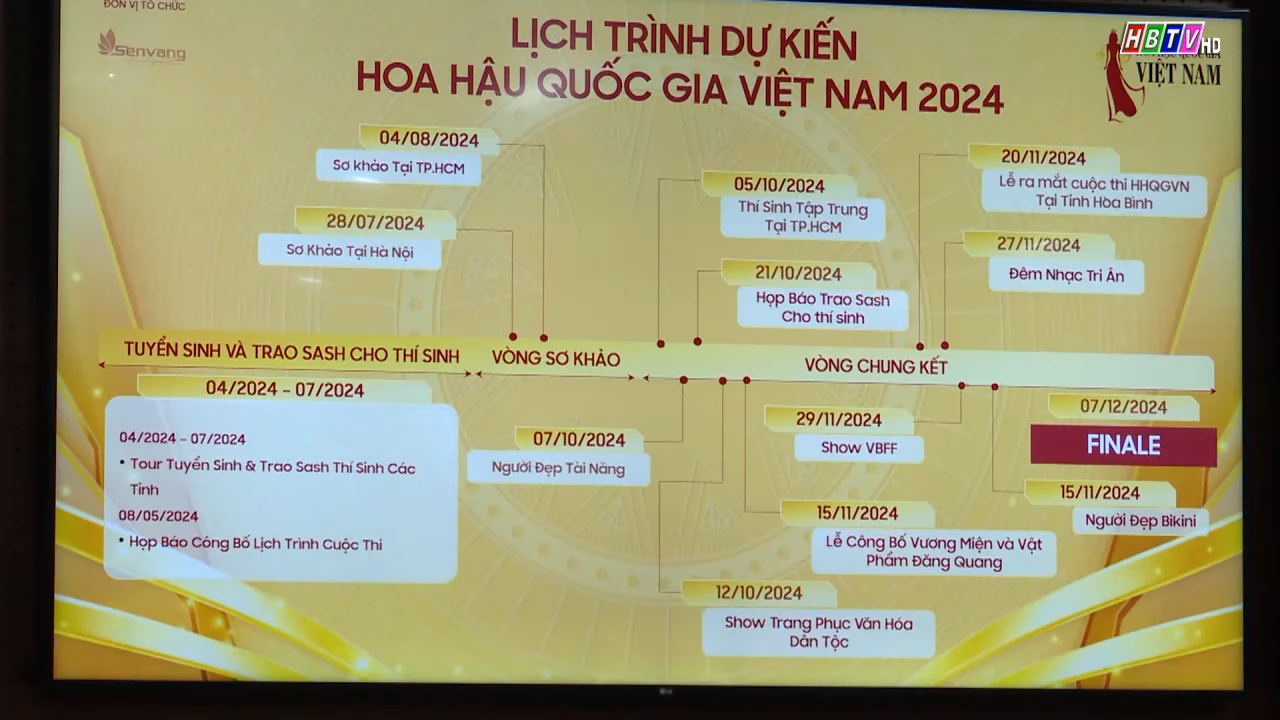 ĐƠN VỊ TỔ CHỨC
Senvang
LỊCH TRÌNH DỰ KIẾN
HOA HẬU QUỐC GIA VIỆT NAM 2024
HBTV HD
VIỆT NAM
04/08/2024
Sơ khảo Tại TP.HCM
28/07/2024
Sơ Khảo Tại Hà Nội
05/10/2024
Thí Sinh Tập Trung
Tại TP.HCM
21/10/2024
Họp Báo Trao Sash
Cho thí sinh
20/11/2024
Lễ ra mắt cuộc thi HHQGVN
Tại Tỉnh Hòa Bình
27/11/2024
Đêm Nhạc Tri Ân
TUYỂN SINH VÀ TRAO SASH CHO THÍ SINH
VÒNG SƠ KHẢO
VÒNG CHUNG KẾT
04/2024 – 07/2024
04/2024 – 07/2024
• Tour Tuyển Sinh & Trao Sash Thí Sinh Các
Tỉnh
08/05/2024
• Họp Báo Công Bố Lịch Trình Cuộc Thi
07/10/2024
Người Đẹp Tài Năng
29/11/2024
Show VBFF
07/12/2024
FINALE
15/11/2024
Người Đẹp Bikini
15/11/2024
Lễ Công Bố Vương Miện và Vật
Phẩm Đăng Quang
12/10/2024
Show Trang Phục Văn Hóa
Dân Tộc
LG